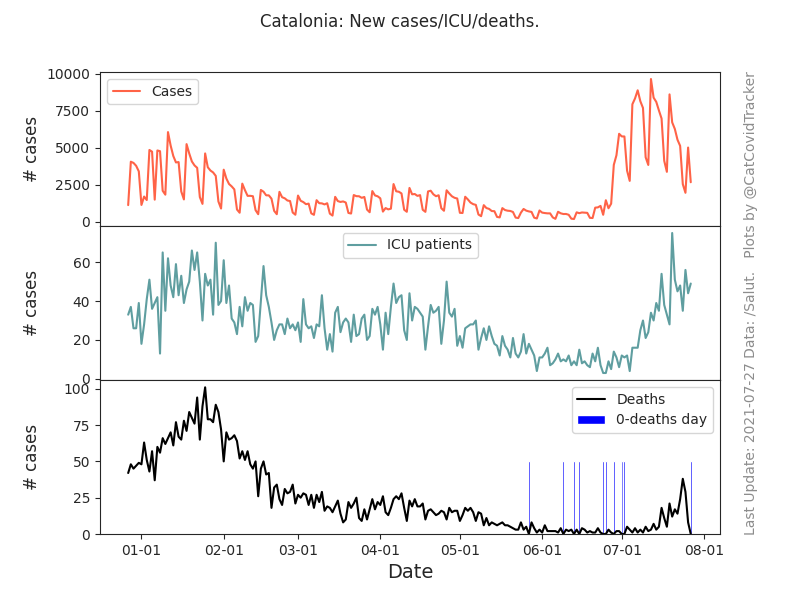 Catalonia: New cases/ICU/deaths.
10000
7500
5000
2500
0
# cases
Cases
60
40
20
0
# cases
ICU patients
100
75
50
25
0
# cases
Deaths
0-deaths day
01-01 02-01 03-01 04-01 05-01 06-01 07-01 08-01
Date
Last Update: 2021-07-27 Data: /Salut. Plots by @CatCovidTracker